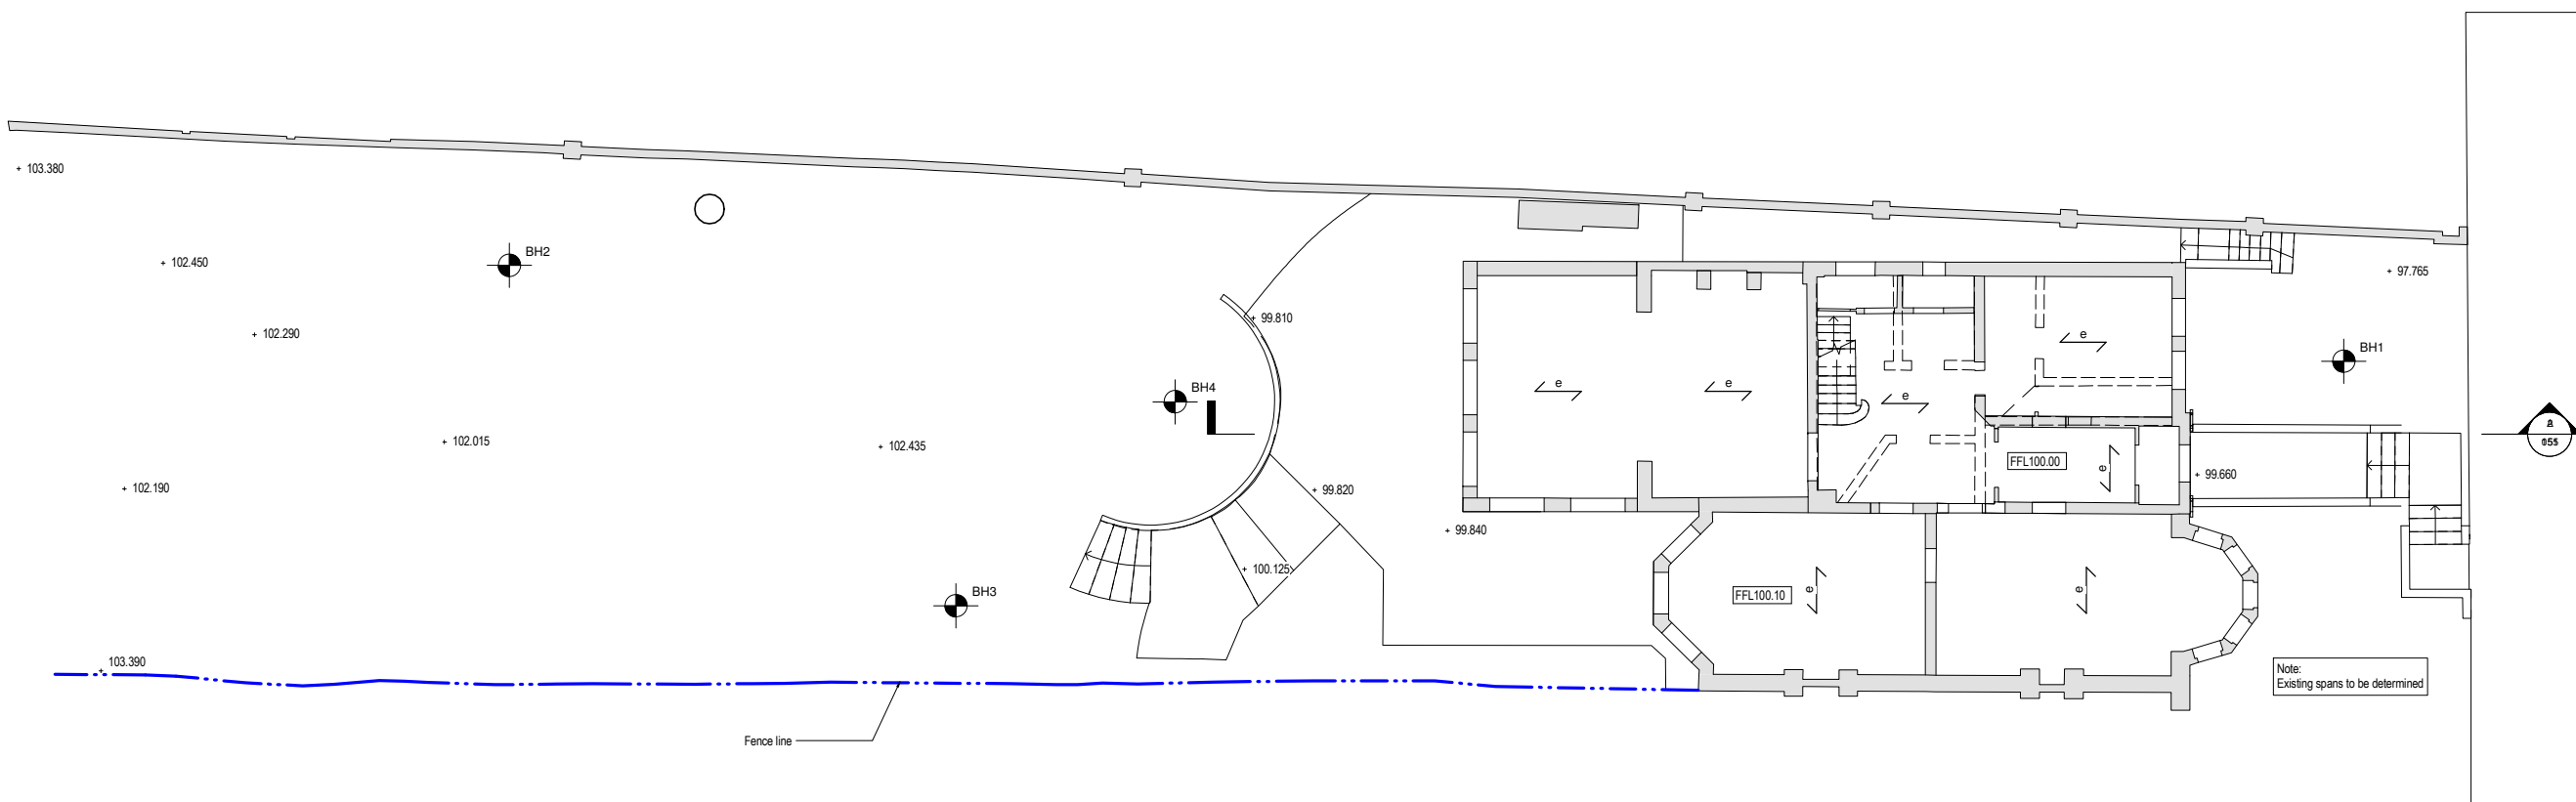 103.380
BH2
102.450
97.765
99.810
102.290
e
BH1
BH4
e
e
e
102.015
102.435
FFL100.00
e
99.660
102.190
99.820
99.840
100.125
BH3
FFL100.10
e
e
103.390
Note:
Existing spans to be determined
Fence line